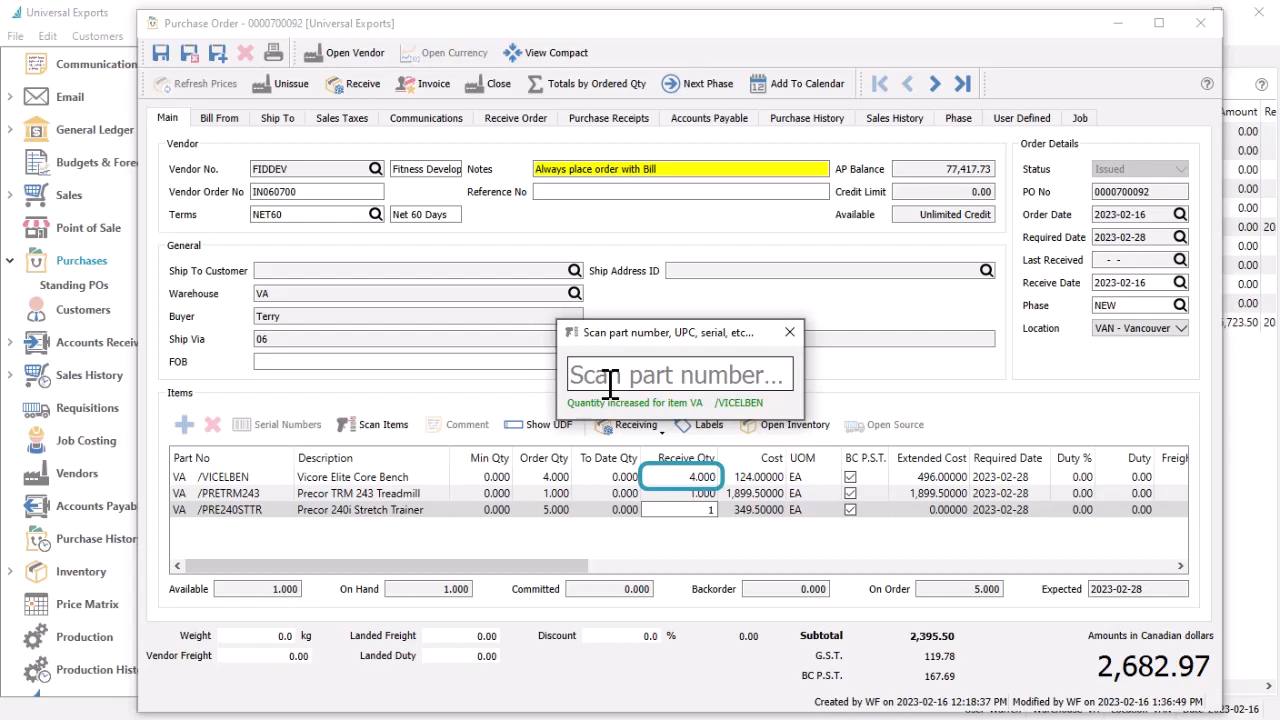 Universal Exports
File Edit Customers
Purchase Order - 0000700092 [Universal Exports]
Open Vendor Open Currency View Compact
Refresh Prices Unissue Receive Invoice Close Totals by Ordered Qty Next Phase Add To Calendar
Communication
Email
General Ledger
Budgets & Fore
Sales
Point of Sale
Purchases
Standing POs
Customers
Accounts Receiv
Sales History
Requisitions
Job Costing
Vendors
Accounts Payab
Purchase Histor
Inventory
Price Matrix
Production
Production Hist
Main Bill From Ship To Sales Taxes Communications Receive Order Purchase Receipts Accounts Payable Purchase History Sales History Phase User Defined Job
Vendor
Vendor No. FIDDEV Fitness Develop Notes Always place order with Bill AP Balance 77,417.73
Vendor Order No IN060700 Reference No Credit Limit 0.00
Terms NET60 Net 60 Days Available Unlimited Credit
General
Ship To Customer Ship Address ID
Warehouse VA
Buyer Terry
Ship Via 06
FOB
Order Details
Status Issued
PO No 0000700092
Order Date 2023-02-16
Required Date 2023-02-28
Last Received - -
Receive Date 2023-02-16
Phase NEW
Location VAN - Vancouver
Scan part number, UPC, serial, etc...
Scan part number...
Quantity increased for item VA /VICELBEN
Items
Serial Numbers Scan Items Comment Show UDF Receiving Labels Open Inventory Open Source
Part No Description Min Qty Order Qty To Date Qty Receive Qty Cost UOM BC P.S.T. Extended Cost Required Date Duty % Duty Freigh
VA /VICELBEN Vicore Elite Core Bench 0.000 4.000 0.000 4.000 124.00000 EA 496.00000 2023-02-28 0.00 0.00
VA /PRETRM243 Precor TRM 243 Treadmill 0.000 1.000 0.000 1.000 1,899.50000 EA 1,899.50000 2023-02-28 0.00 0.00
VA /PRE240STTR Precor 240i Stretch Trainer 0.000 5.000 0.000 1 349.50000 EA 0.00000 2023-02-28 0.00 0.00
Available 1.000 On Hand 1.000 Committed 0.000 Backorder 0.000 On Order 5.000 Expected 2023-02-28
Weight 0.0 kg Landed Freight 0.00 Discount 0.0 % 0.00 Subtotal 2,395.50 Amounts in Canadian dollars
Vendor Freight 0.00 Landed Duty 0.00 G.S.T. 119.78 2,682.97
BC P.S.T. 167.69
Created by WF on 2023-02-16 12:18:37 PM Modified by WF on 2023-02-16 1:36:49 PM
Amount Re
0.00
0.00
0.00
0.00
0.00
0.00 20
0.00
0.00
0.00
0.00
5,723.50 20